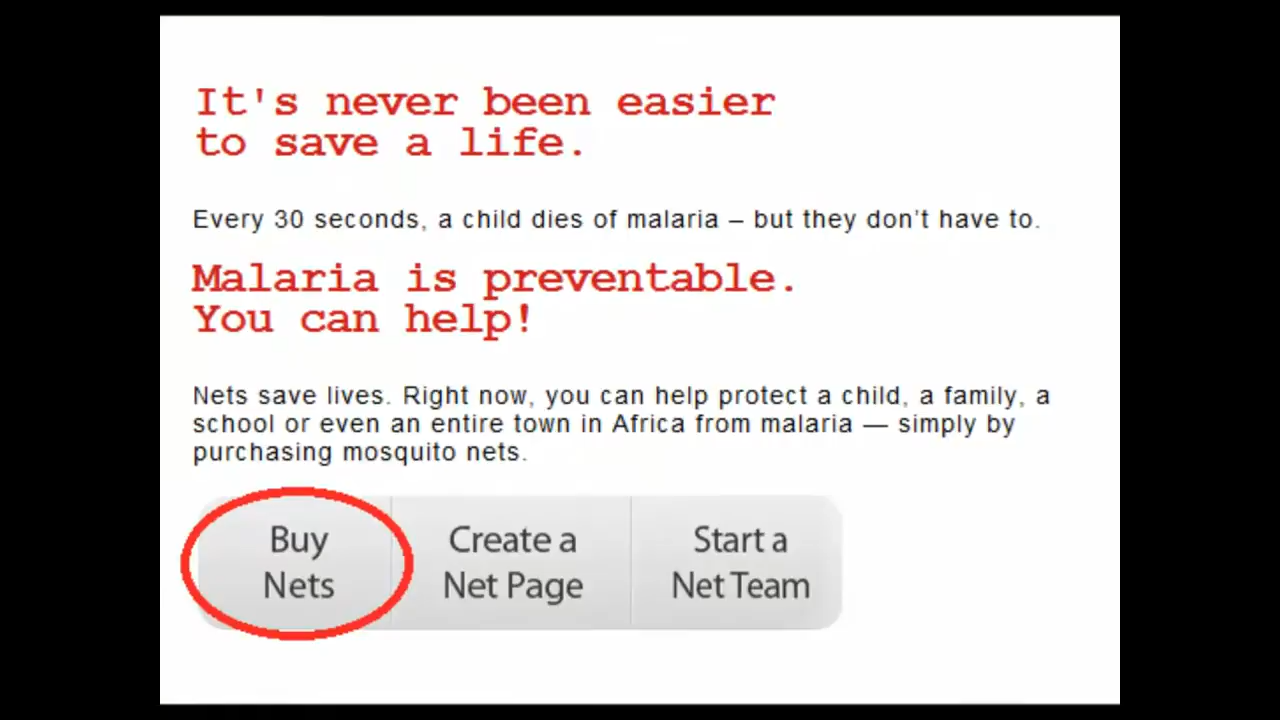 It's never been easier
to save a life.
Every 30 seconds, a child dies of malaria – but they don’t have to.
Malaria is preventable.
You can help!
Nets save lives. Right now, you can help protect a child, a family, a
school or even an entire town in Africa from malaria — simply by
purchasing mosquito nets.
Buy
Nets
Create a
Net Page
Start a
Net Team